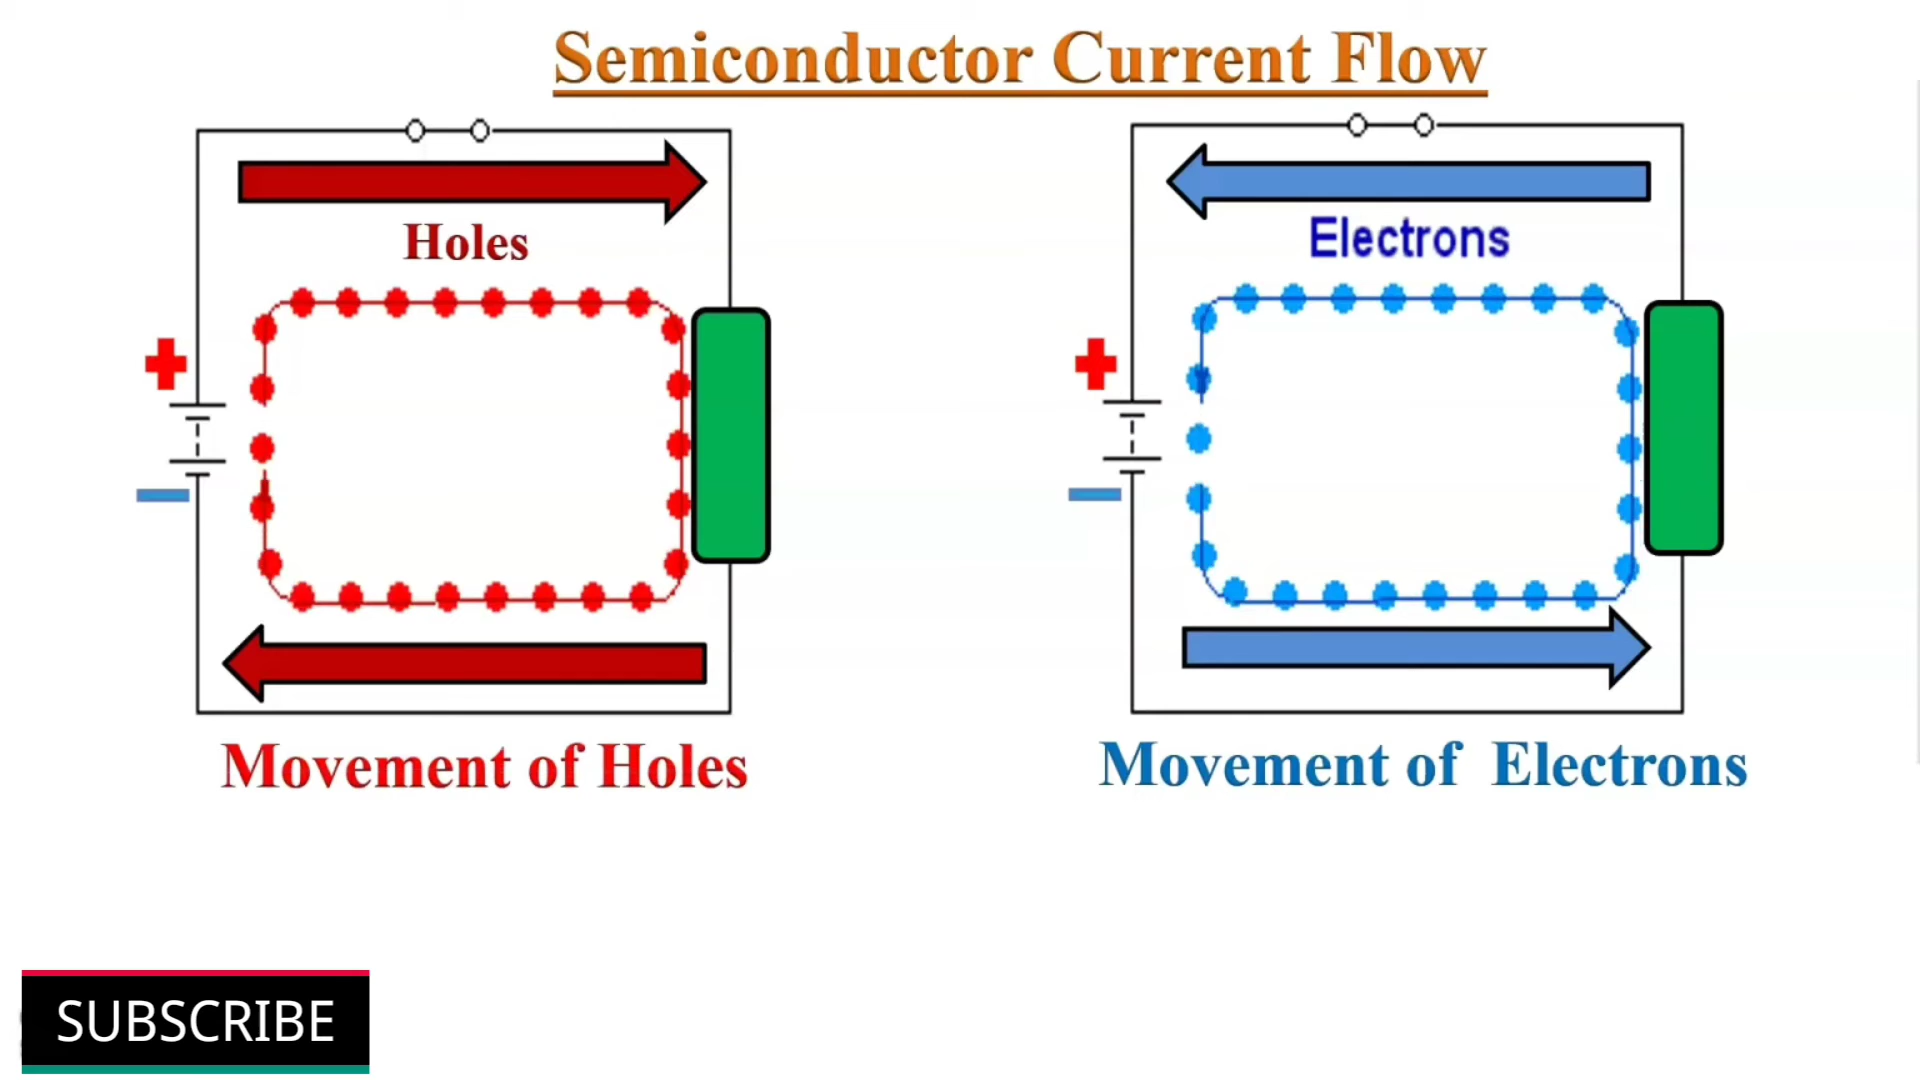 Semiconductor Current Flow
Holes
Electrons
Movement of Holes
Movement of Electrons
SUBSCRIBE